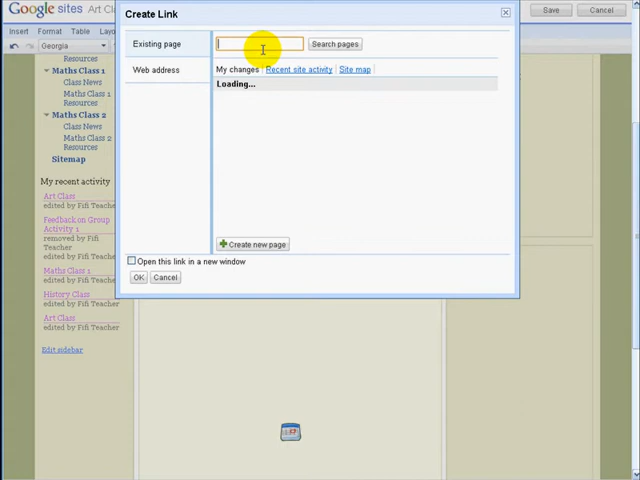 Google sites Art Cl
Save
Cancel
Insert Format Table Layo
Georgia
Resources
Maths Class 1
Class News
Maths Class 1
Resources
Maths Class 2
Class News
Maths Class 2
Resources
Sitemap
My recent activity
Art Class
edited by Fifi Teacher
Feedback on Group
Activity 1
removed by Fifi
Teacher
edited by Fifi Teacher
Maths Class 1
edited by Fifi Teacher
History Class
edited by Fifi Teacher
Art Class
edited by Fifi Teacher
Edit sidebar
Create Link
Existing page
Search pages
Web address
My changes Recent site activity Site map
Loading...
Create new page
Open this link in a new window
OK Cancel